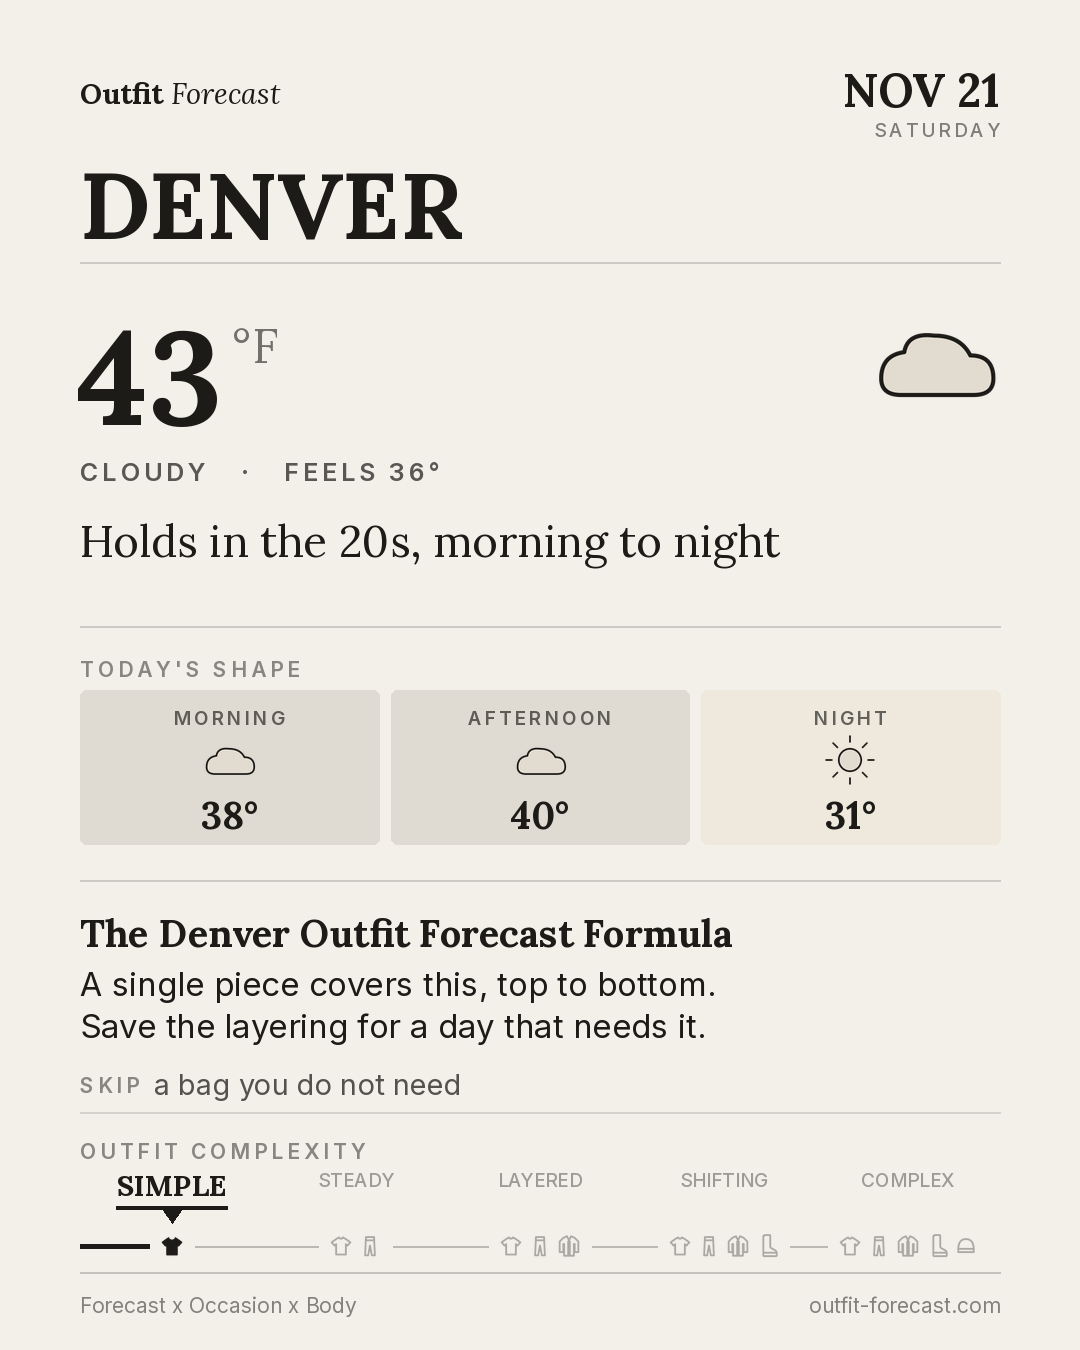 Outfit Forecast
NOV 21
SATURDAY
DENVER
43 °F
CLOUDY · FEELS 36°
Holds in the 20s, morning to night
TODAY'S SHAPE
MORNING
38°
AFTERNOON
40°
NIGHT
31°
The Denver Outfit Forecast Formula
A single piece covers this, top to bottom.
Save the layering for a day that needs it.
SKIP a bag you do not need
OUTFIT COMPLEXITY
SIMPLE STEADY LAYERED SHIFTING COMPLEX
Forecast x Occasion x Body
outfit-forecast.com